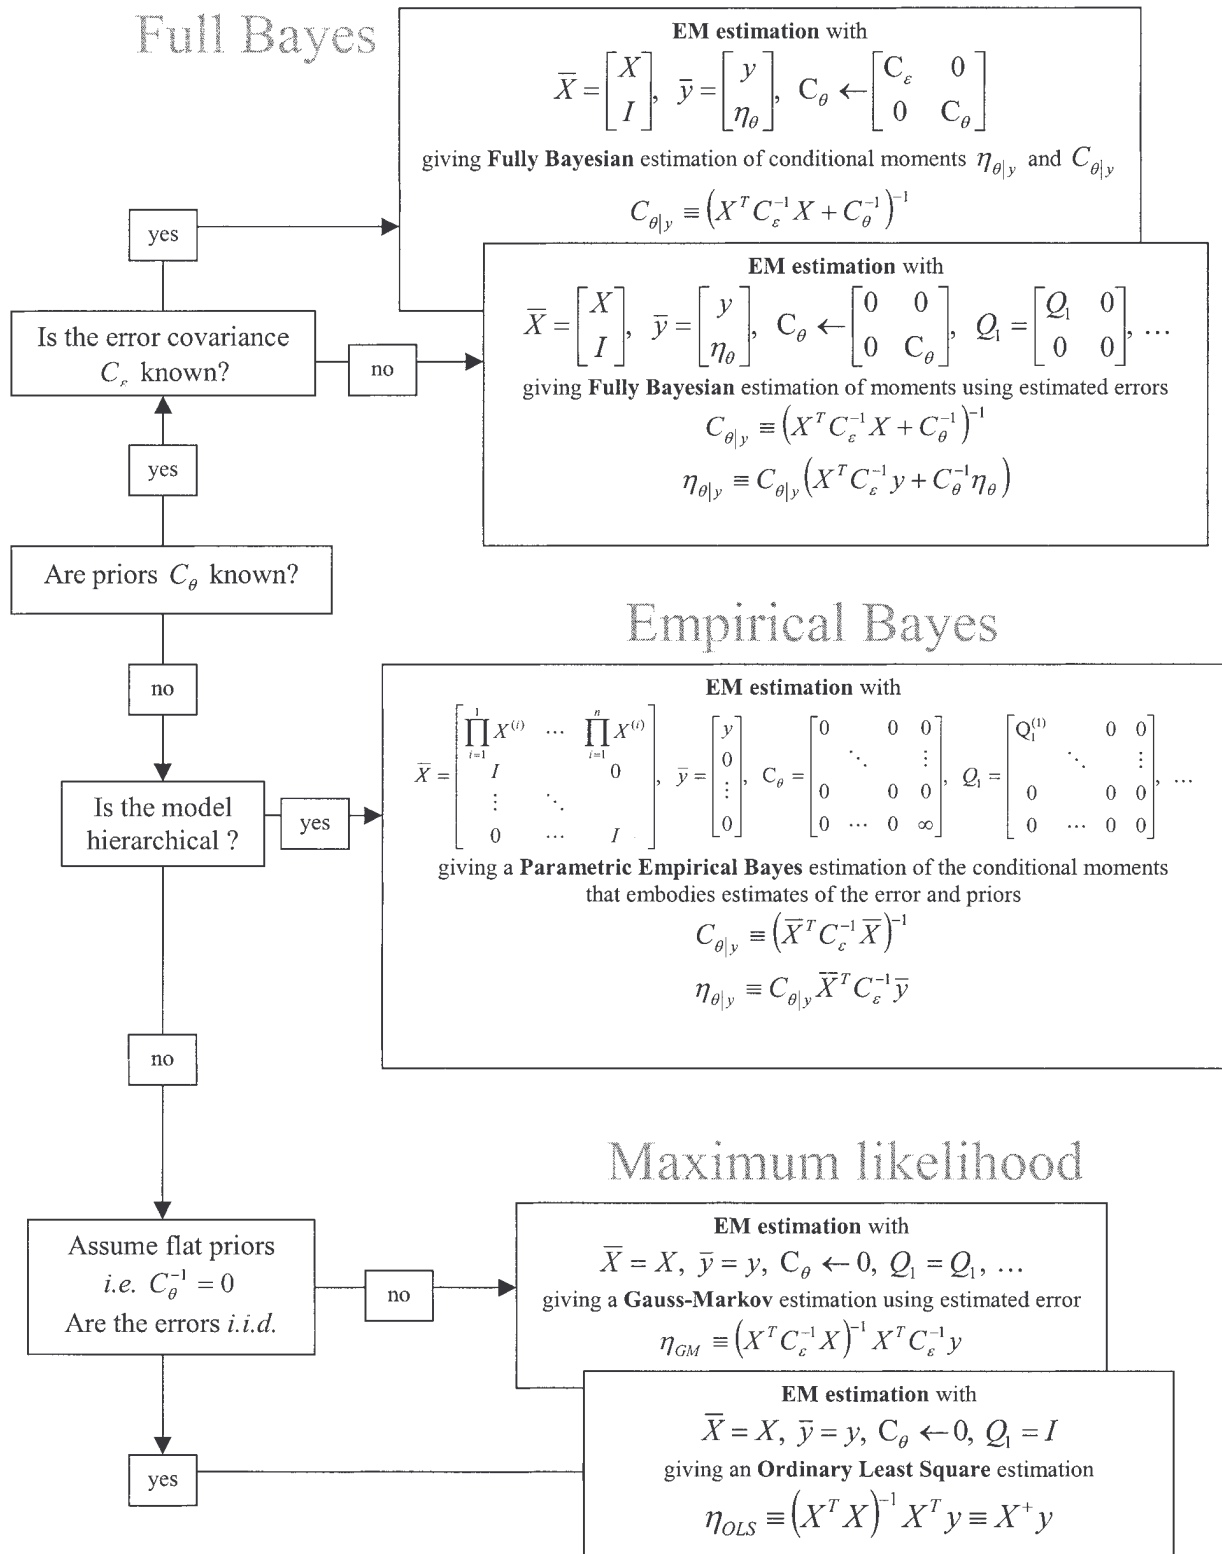 Full Bayes
EM estimation with
X̄ = [X; I], ȳ = [y; η_θ], C_θ ← [C_ε 0; 0 C_θ]
giving Fully Bayesian estimation of conditional moments η_θ|y and C_θ|y
C_θ|y ≡ (X^T C_ε^-1 X + C_θ^-1)^-1
yes
EM estimation with
X̄ = [X; I], ȳ = [y; η_θ], C_θ ← [0 0; 0 C_θ], Q_1 = [Q_1 0; 0 0], ...
giving Fully Bayesian estimation of moments using estimated errors
C_θ|y ≡ (X^T C_ε^-1 X + C_θ^-1)^-1
η_θ|y ≡ C_θ|y (X^T C_ε^-1 y + C_θ^-1 η_θ)
Is the error covariance
C_ε known?
no
yes
Are priors C_θ known?
no
Empirical Bayes
EM estimation with
X̄ = [∏_{i=1}^{1} X^(i) ⋯ ∏_{i=1}^{n} X^(i); I 0; ⋮ ⋱; 0 ⋯ I], ȳ = [y; 0; ⋮; 0], C_θ = [0 0 0; ⋱ ⋮; 0 0 0; 0 ⋯ 0 ∞], Q_1 = [Q_1^(1) 0 0; ⋱ ⋮; 0 0 0; 0 ⋯ 0 0], ...
giving a Parametric Empirical Bayes estimation of the conditional moments
that embodies estimates of the error and priors
C_θ|y ≡ (X̄^T C_ε^-1 X̄)^-1
η_θ|y ≡ C_θ|y X̄^T C_ε^-1 ȳ
Is the model
hierarchical ?
yes
no
Maximum likelihood
Assume flat priors
i.e. C_θ^-1 = 0
Are the errors i.i.d.
no
EM estimation with
X̄ = X, ȳ = y, C_θ ← 0, Q_1 = Q_1, ...
giving a Gauss-Markov estimation using estimated error
η_GM ≡ (X^T C_ε^-1 X)^-1 X^T C_ε^-1 y
yes
EM estimation with
X̄ = X, ȳ = y, C_θ ← 0, Q_1 = I
giving an Ordinary Least Square estimation
η_OLS ≡ (X^T X)^-1 X^T y ≡ X^+ y